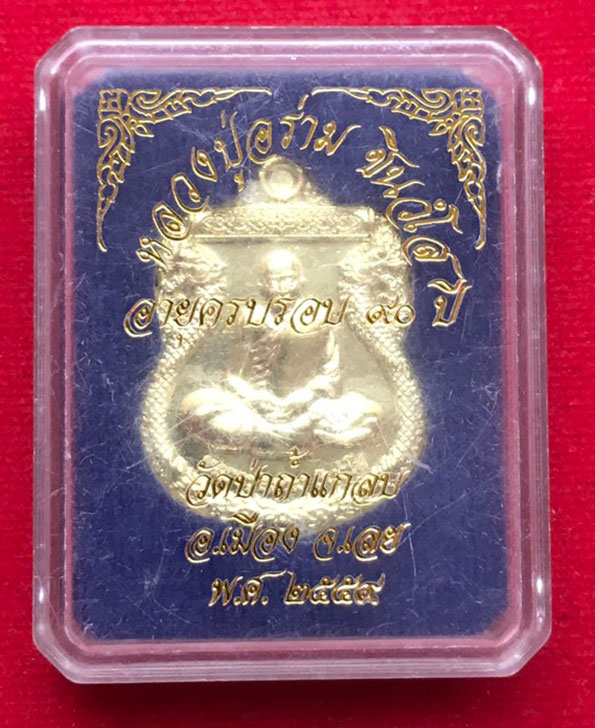 หลวงปู่อร่าม ชินวํโส
อายุครบรอบ ๙๐ ปี
วัดป่าถ้ำแกลบ
อ.เมือง จ.เลย
พ.ศ. ๒๕๕๙